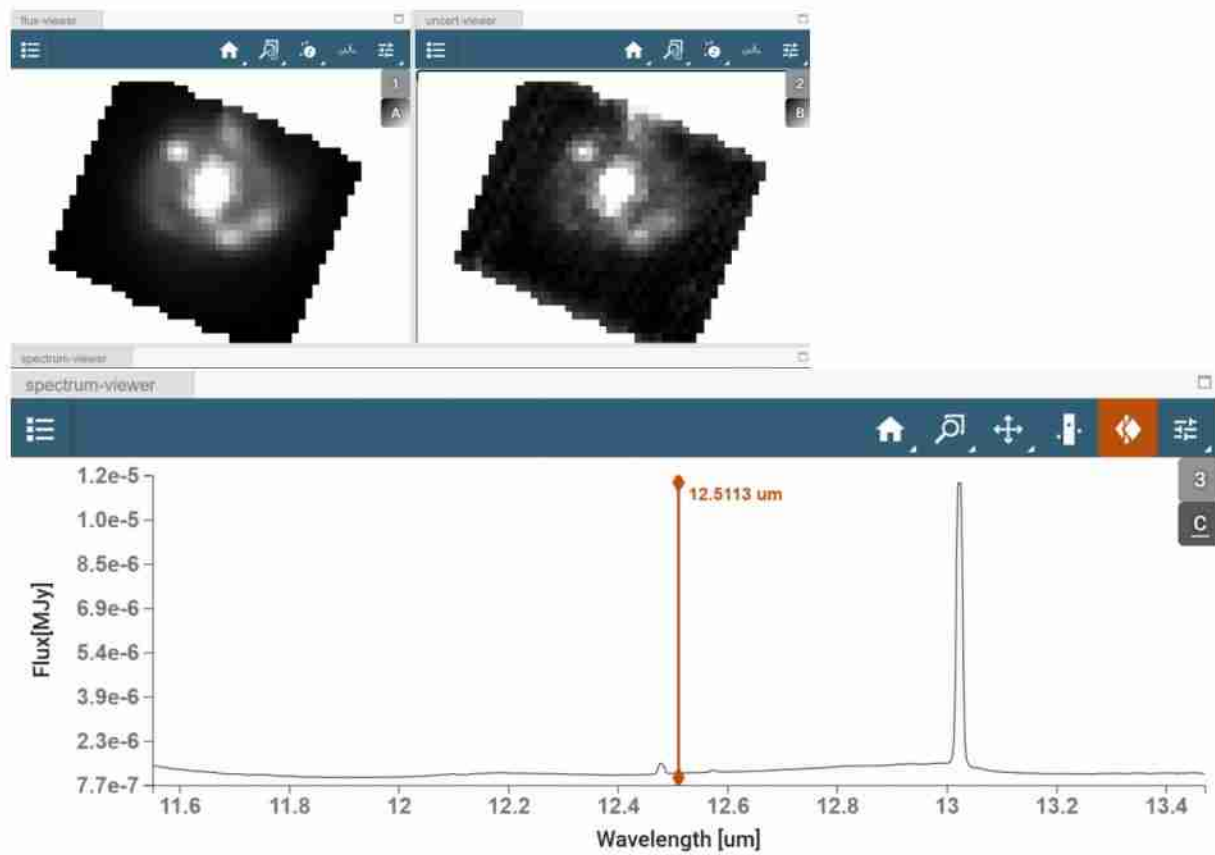 flux-viewer
uncert-viewer
1
A
2
B
spectrum-viewer
spectrum-viewer
1.2e-5
1.0e-5
8.5e-6
6.9e-6
5.4e-6
3.9e-6
2.3e-6
7.7e-7
Flux[MJy]
12.5113 um
3
C
11.6 11.8 12 12.2 12.4 12.6 12.8 13 13.2 13.4
Wavelength [um]